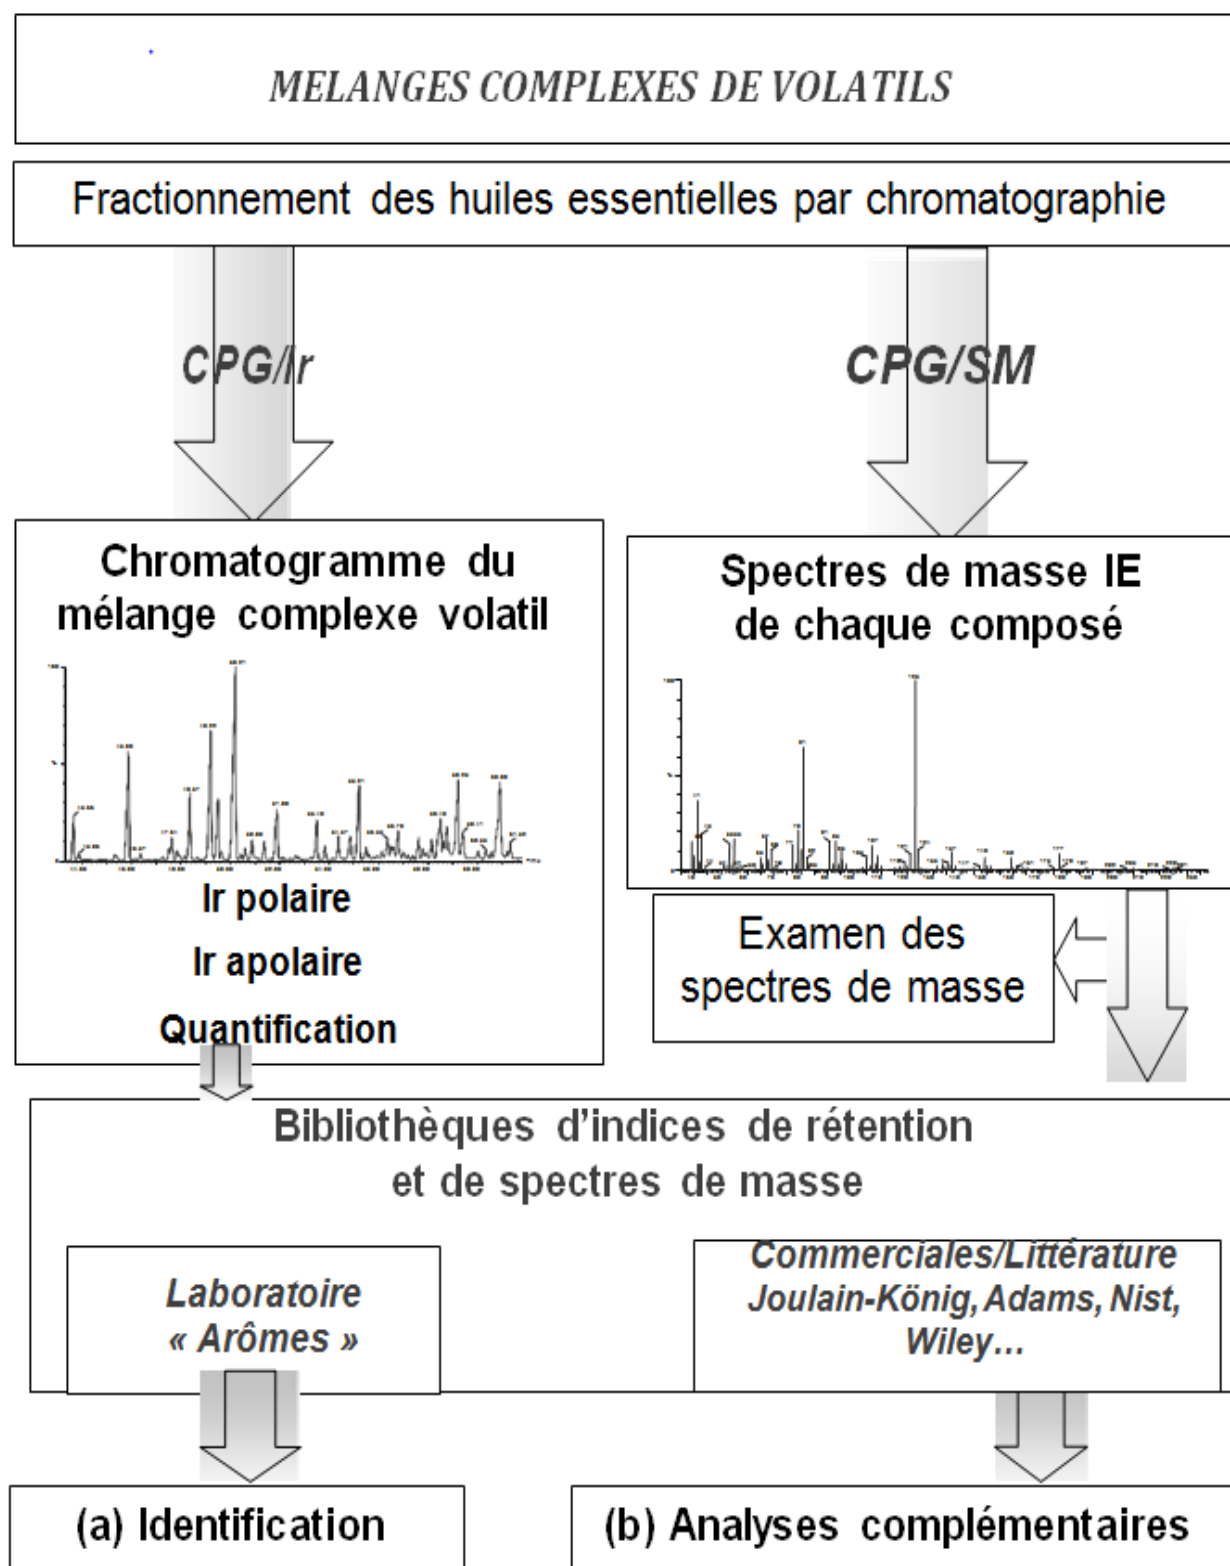 MELANGES COMPLEXES DE VOLATILS
Fractionnement des huiles essentielles par chromatographie
CPG/Ir
CPG/SM
Chromatogramme du
mélange complexe volatil
Ir polaire
Ir apolaire
Quantification
Spectres de masse IE
de chaque composé
Examen des
spectres de masse
Bibliothèques d'indices de rétention
et de spectres de masse
Laboratoire
« Arômes »
Commerciales/Littérature
Joulain-König, Adams, Nist,
Wiley…
(a) Identification
(b) Analyses complémentaires